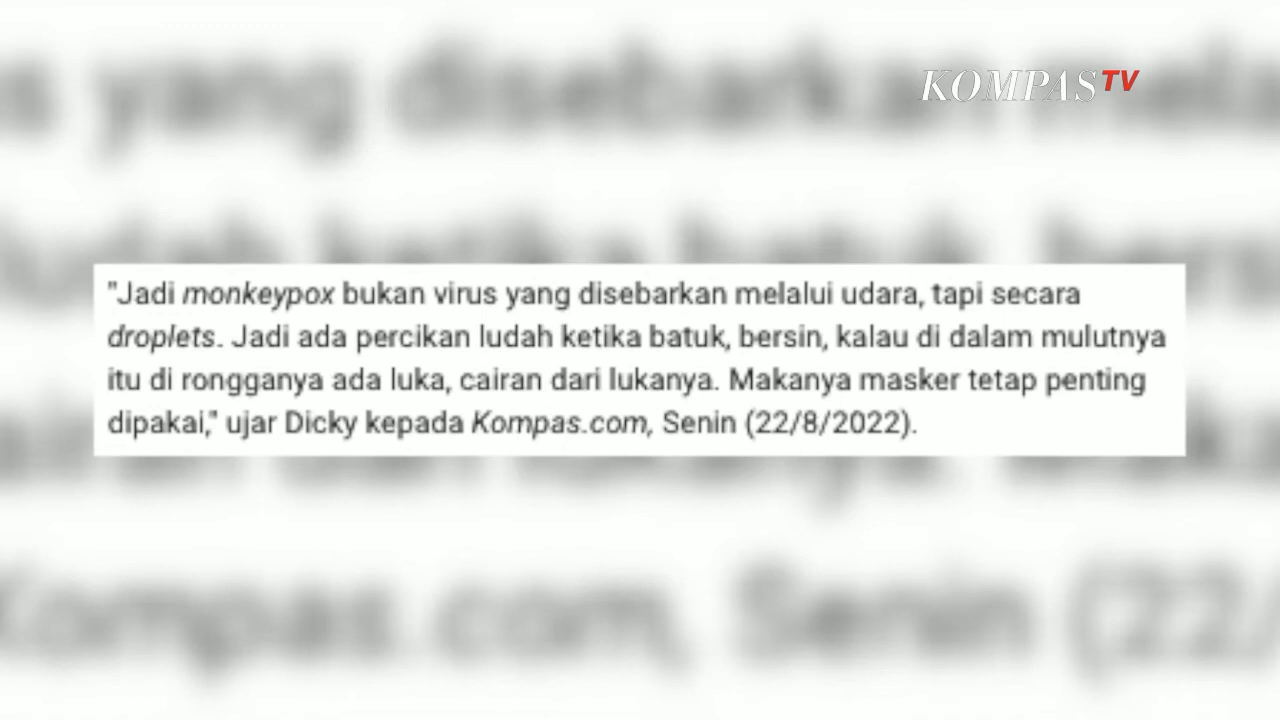 KOMPAS TV
"Jadi monkeypox bukan virus yang disebarkan melalui udara, tapi secara
droplets. Jadi ada percikan ludah ketika batuk, bersin, kalau di dalam mulutnya
itu di rongganya ada luka, cairan dari lukanya. Makanya masker tetap penting
dipakai," ujar Dicky kepada Kompas.com, Senin (22/8/2022).